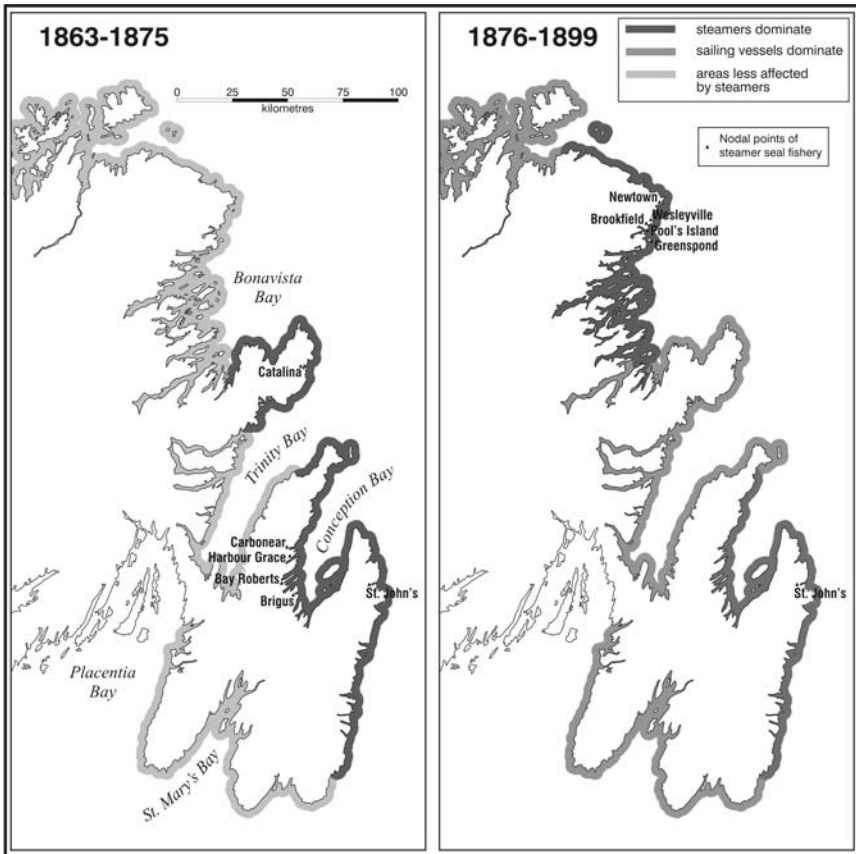 1863-1875
0 25 50 75 100
kilometres
Bonavista
Bay
Catalina
Trinity Bay
Conception Bay
Carbonear
Harbour Grace
Bay Roberts
Brigus
St. John's
Placentia
Bay
St. Mary's Bay
1876-1899
steamers dominate
sailing vessels dominate
areas less affected
by steamers
Nodal points of
steamer seal fishery
Newtown
Wesleyville
Brookfield
Pool's Island
Greenspond
St. John's